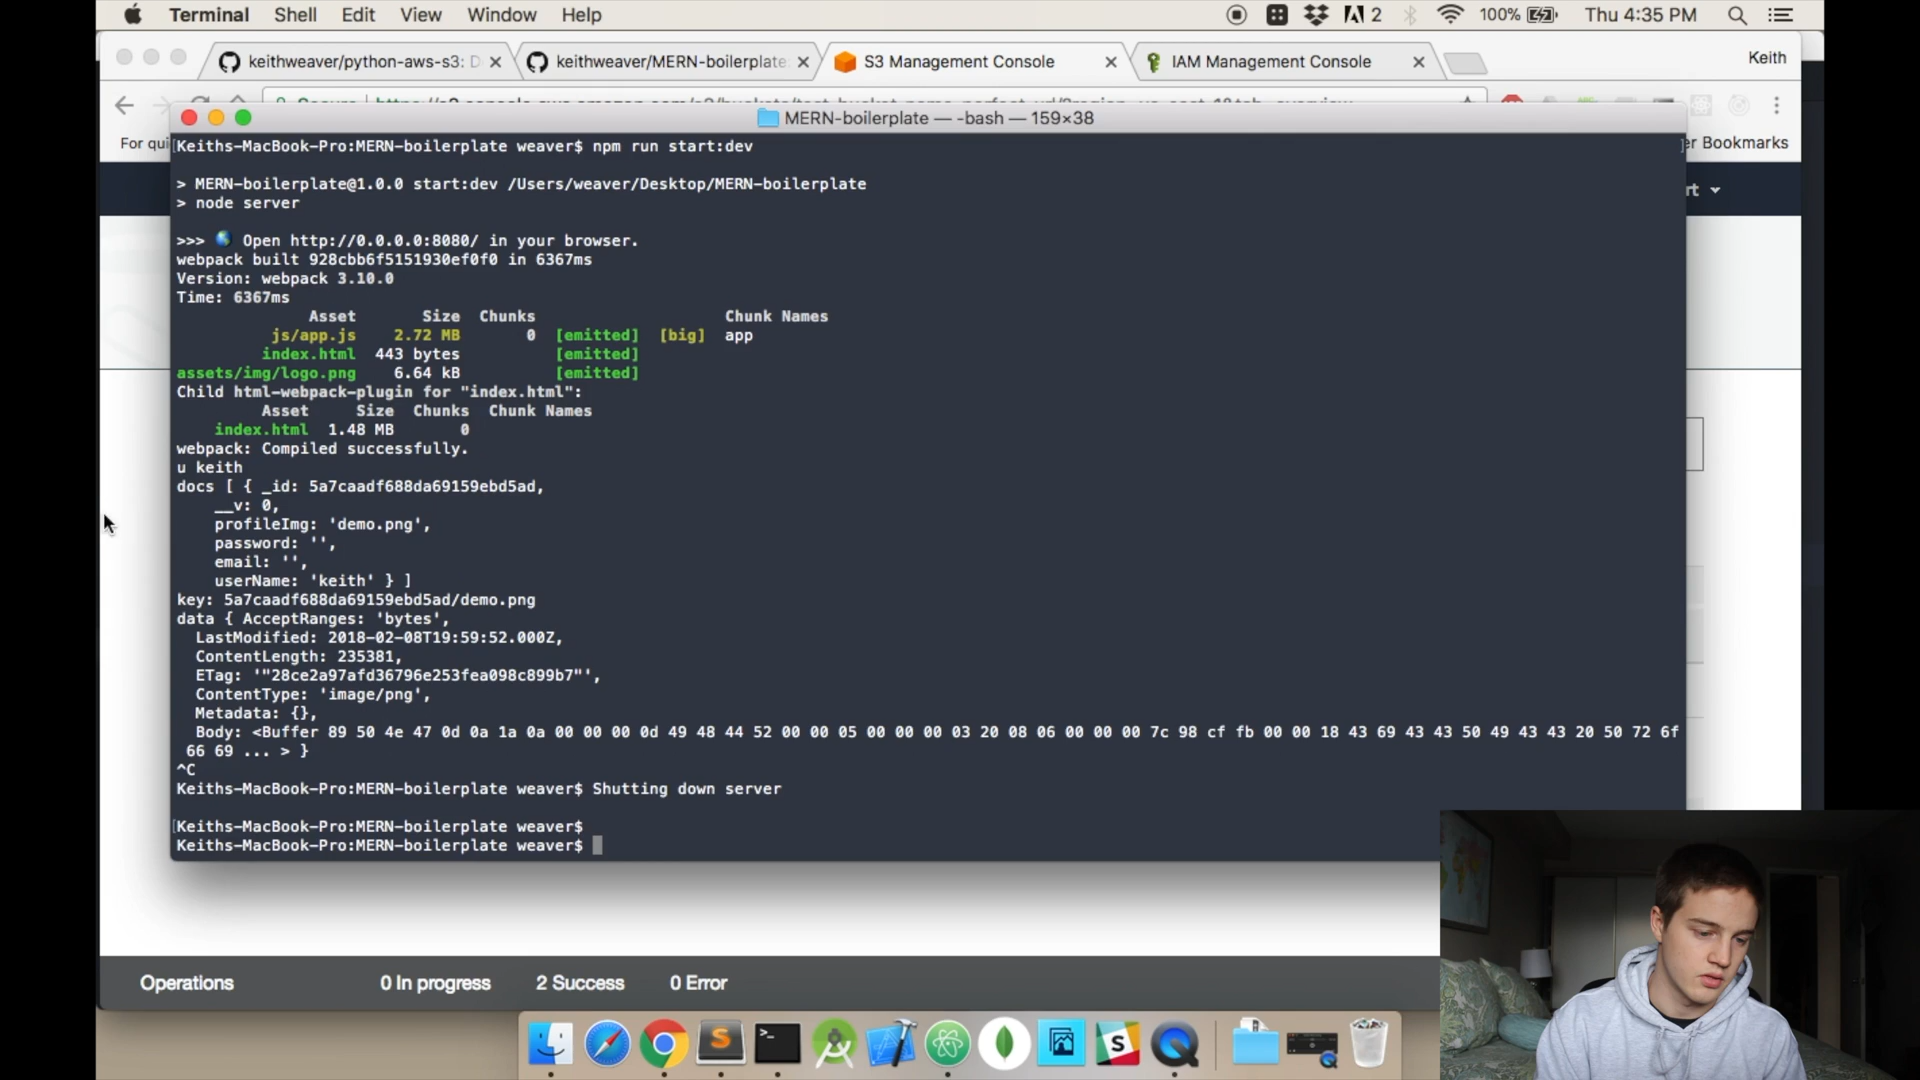 Terminal Shell Edit View Window Help 2 100% Thu 4:35 PM
keithweaver/python-aws-s3: D keithweaver/MERN-boilerplate: S3 Management Console IAM Management Console Keith
MERN-boilerplate — -bash — 159×38
For qui er Bookmarks
rt
Keiths-MacBook-Pro:MERN-boilerplate weaver$ npm run start:dev
> MERN-boilerplate@1.0.0 start:dev /Users/weaver/Desktop/MERN-boilerplate
> node server
>>> Open http://0.0.0.0:8080/ in your browser.
webpack built 928cbb6f5151930ef0f0 in 6367ms
Version: webpack 3.10.0
Time: 6367ms
Asset Size Chunks Chunk Names
js/app.js 2.72 MB 0 [emitted] [big] app
index.html 443 bytes [emitted]
assets/img/logo.png 6.64 kB [emitted]
Child html-webpack-plugin for "index.html":
Asset Size Chunks Chunk Names
index.html 1.48 MB 0
webpack: Compiled successfully.
u keith
docs [ { _id: 5a7caadf688da69159ebd5ad,
__v: 0,
profileImg: 'demo.png',
password: '',
email: '',
userName: 'keith' } ]
key: 5a7caadf688da69159ebd5ad/demo.png
data { AcceptRanges: 'bytes',
LastModified: 2018-02-08T19:59:52.000Z,
ContentLength: 235381,
ETag: '"28ce2a97afd36796e253fea098c899b7"',
ContentType: 'image/png',
Metadata: {},
Body: <Buffer 89 50 4e 47 0d 0a 1a 0a 00 00 00 0d 49 48 44 52 00 00 05 00 00 00 03 20 08 06 00 00 00 7c 98 cf fb 00 00 18 43 69 43 43 50 49 43 43 20 50 72 6f
66 69 ... > }
^C
Keiths-MacBook-Pro:MERN-boilerplate weaver$ Shutting down server
Keiths-MacBook-Pro:MERN-boilerplate weaver$
Keiths-MacBook-Pro:MERN-boilerplate weaver$
Operations 0 In progress 2 Success 0 Error